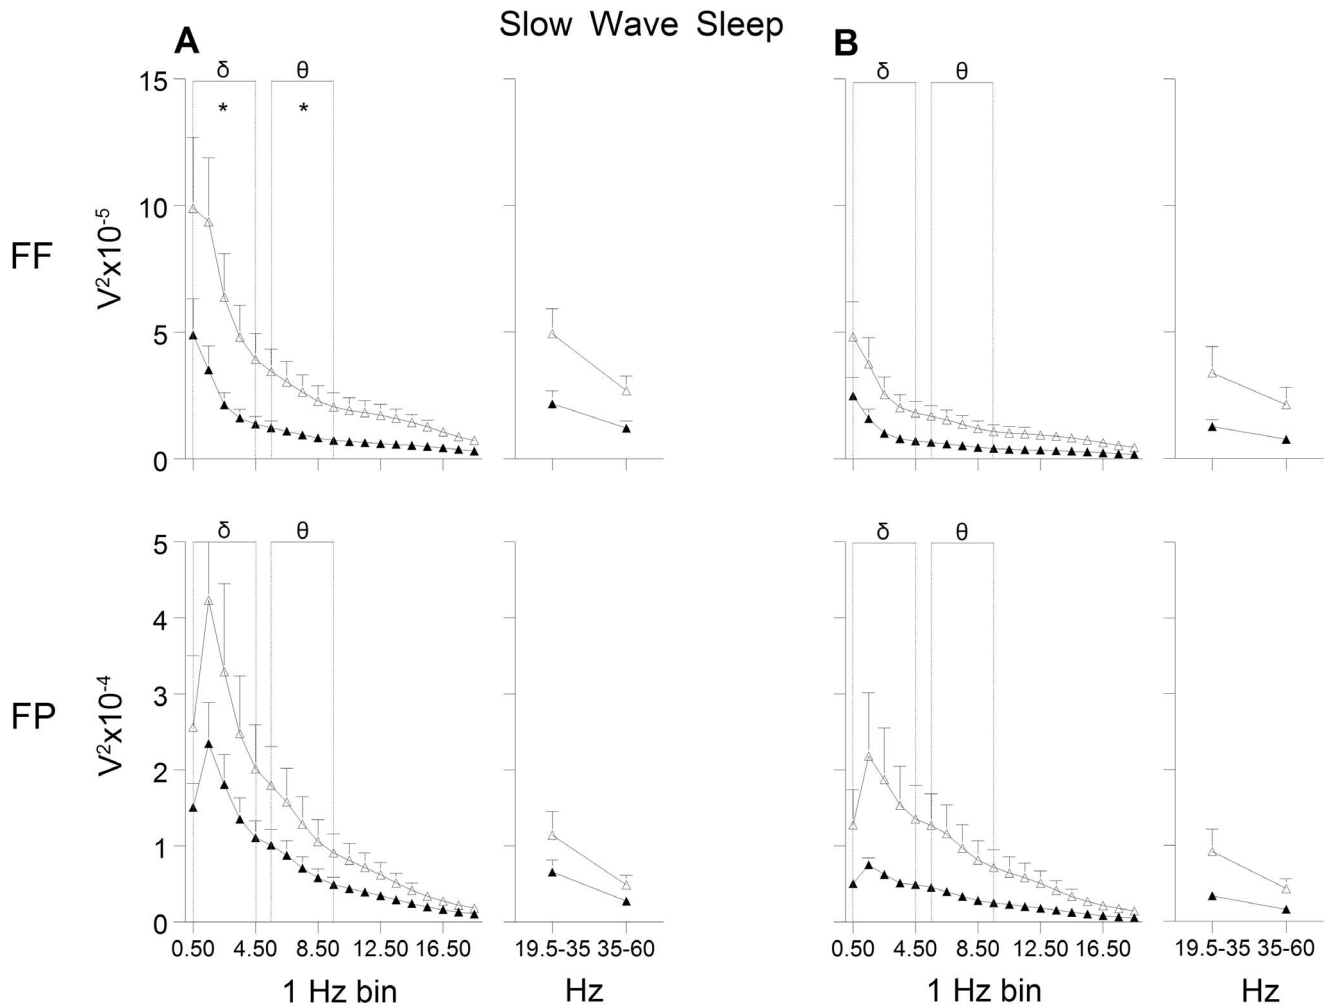 Slow Wave Sleep
A
B
δ θ
* *
δ θ
15
10
5
0
FF
V²x10⁻⁵
δ θ
δ θ
5
4
3
2
1
0
FP
V²x10⁻⁴
0.50 4.50 8.50 12.50 16.50
19.5-35 35-60
0.50 4.50 8.50 12.50 16.50
19.5-35 35-60
1 Hz bin
Hz
1 Hz bin
Hz